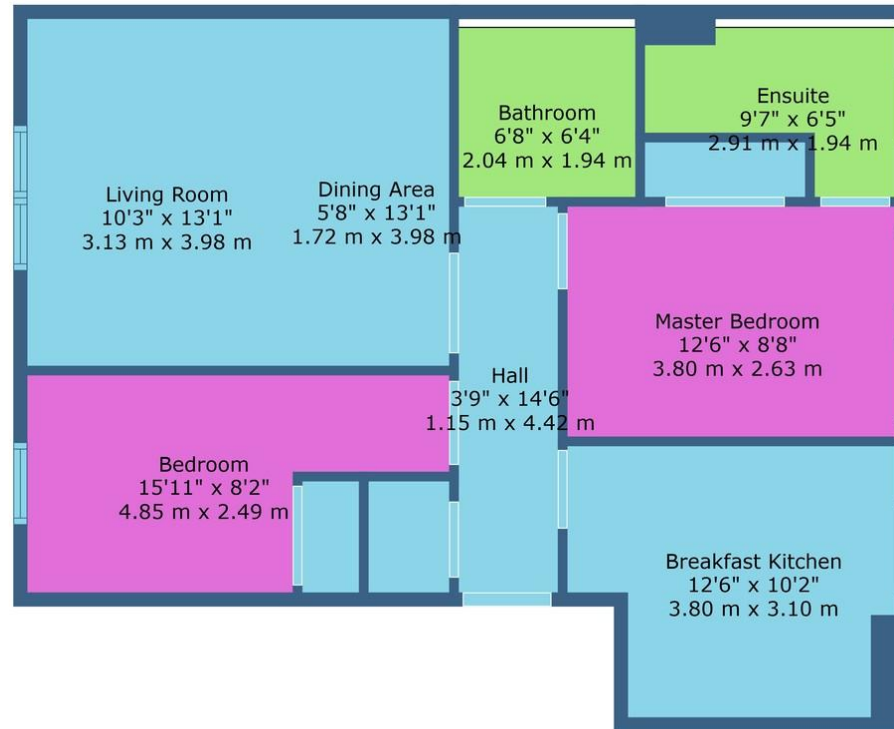 Bathroom
6'8" x 6'4"
2.04 m x 1.94 m
Ensuite
9'7" x 6'5"
2.91 m x 1.94 m
Living Room
10'3" x 13'1"
3.13 m x 3.98 m
Dining Area
5'8" x 13'1"
1.72 m x 3.98 m
Master Bedroom
12'6" x 8'8"
3.80 m x 2.63 m
Hall
3'9" x 14'6"
1.15 m x 4.42 m
Bedroom
15'11" x 8'2"
4.85 m x 2.49 m
Breakfast Kitchen
12'6" x 10'2"
3.80 m x 3.10 m